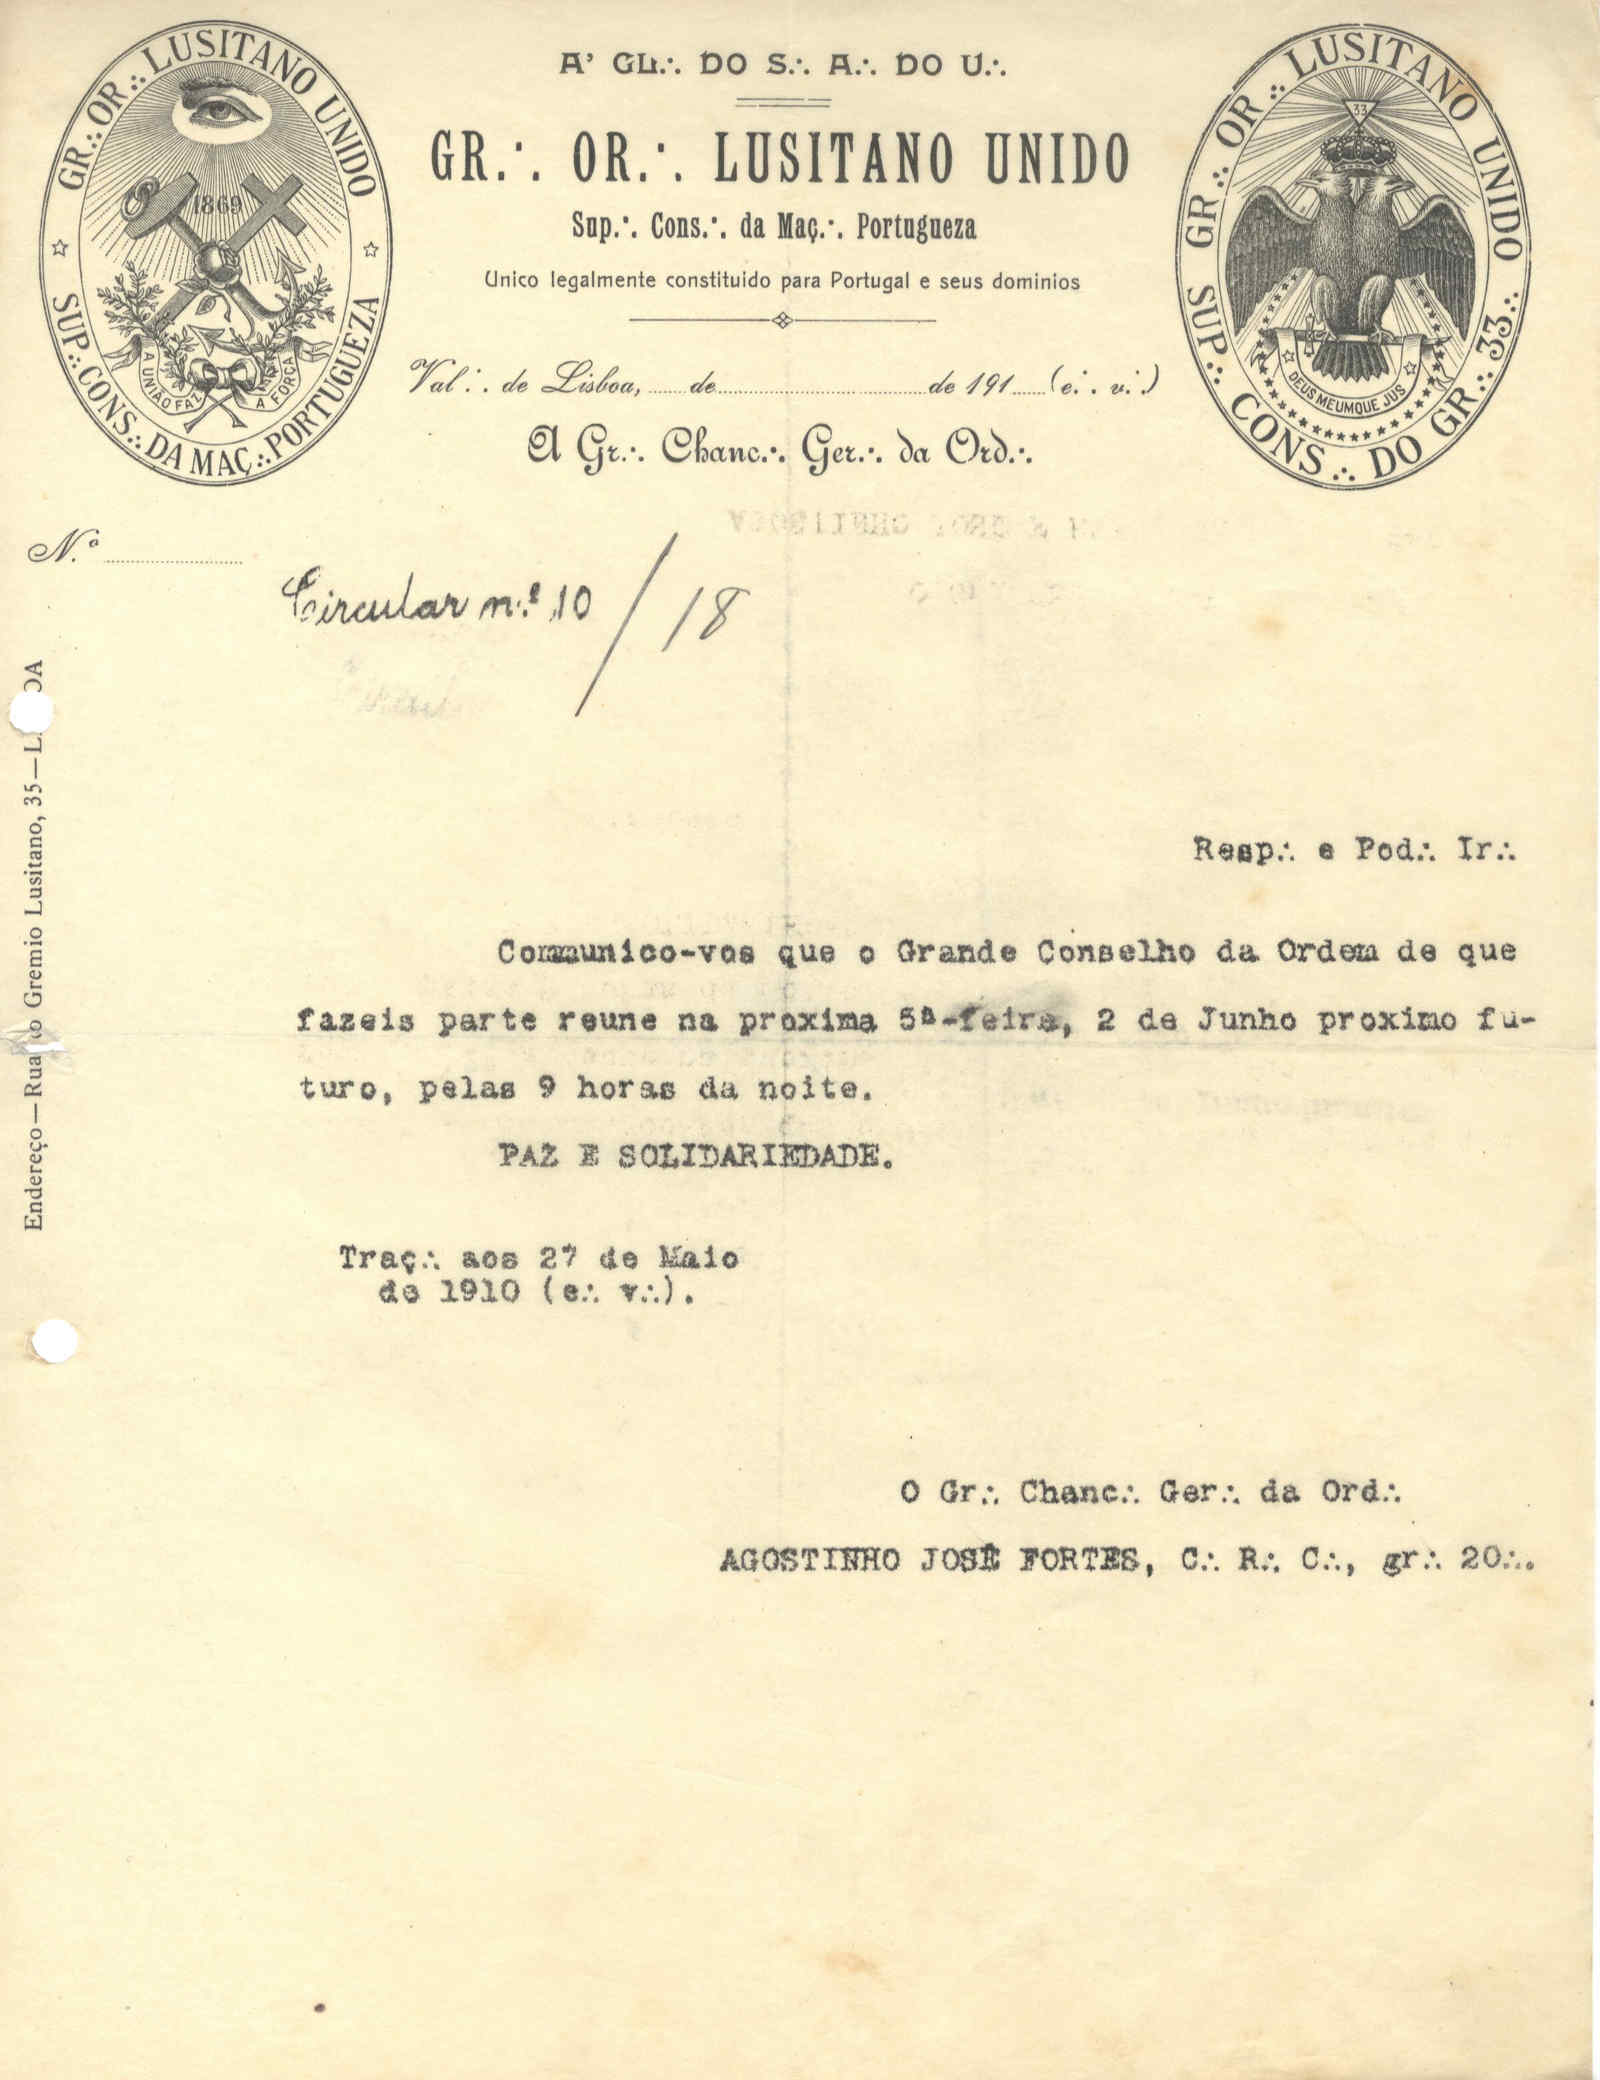 GR∴ OR∴ LUSITANO UNIDO
SUP∴ CONS∴ DA MAÇ∴ PORTUGUEZA
1869
A UNIÃO FAZ A FORÇA
A' GL∴ DO S∴ A∴ DO U∴
GR∴ OR∴ LUSITANO UNIDO
Sup∴ Cons∴ da Maç∴ Portugueza
Unico legalmente constituido para Portugal e seus dominios
Val∴ de Lisboa, ...... de .............................. de 191...... (e∴ v∴)
A Gr∴ Chanc∴ Ger∴ da Ord∴
GR∴ OR∴ LUSITANO UNIDO
SUP∴ CONS∴ DO GR∴ 33∴
33
DEUS MEUMQUE JUS
N.º ....................
Circular n.º 10 / 18
Endereço—Rua do Gremio Lusitano, 35—L OA
Resp∴ e Pod∴ Ir∴
Communico-vos que o Grande Conselho da Ordem de que
fazeis parte reune na proxima 5ª-feira, 2 de Junho proximo fu-
turo, pelas 9 horas da noite.
PAZ E SOLIDARIEDADE.
Traç∴ aos 27 de Maio
de 1910 (e∴ v∴).
O Gr∴ Chanc∴ Ger∴ da Ord∴
AGOSTINHO JOSÉ FORTES, C∴ R∴ C∴, gr∴ 20∴.